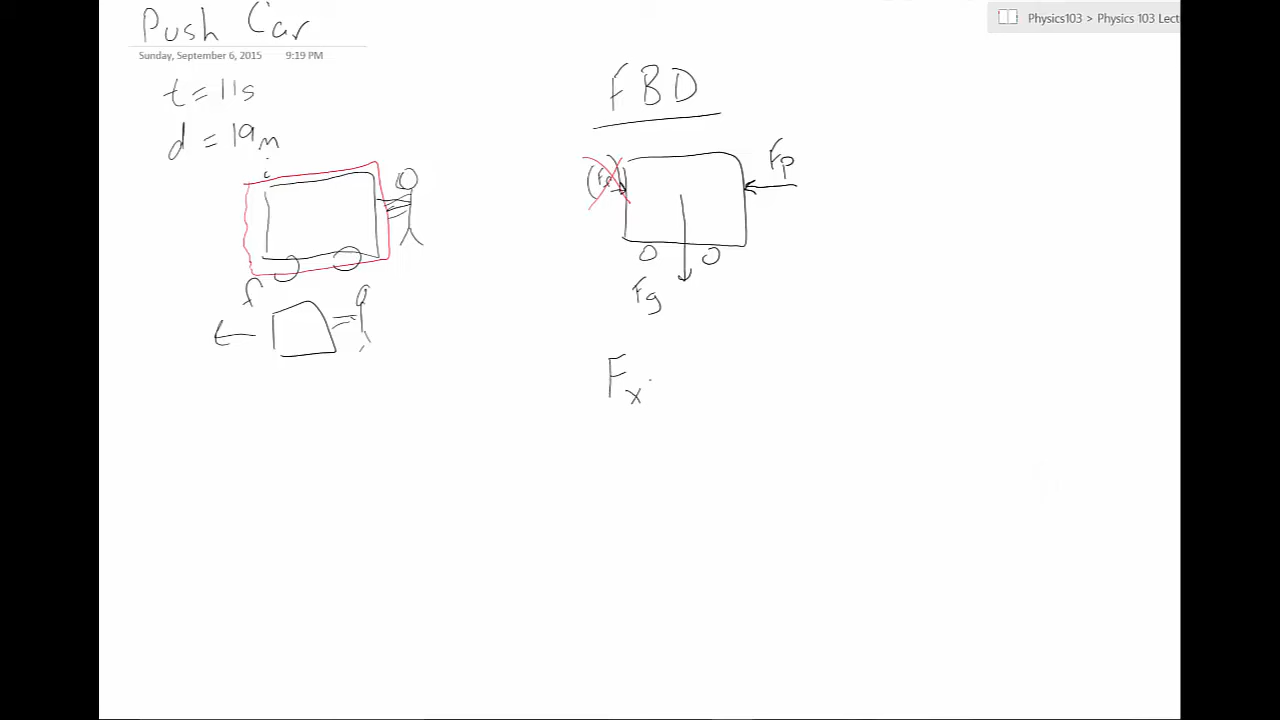 Push Car
Sunday, September 6, 2015 9:19 PM
Physics103 > Physics 103 Lect
t = 11s
d = 19m
i
f
FBD
Fp
Fg
Fx